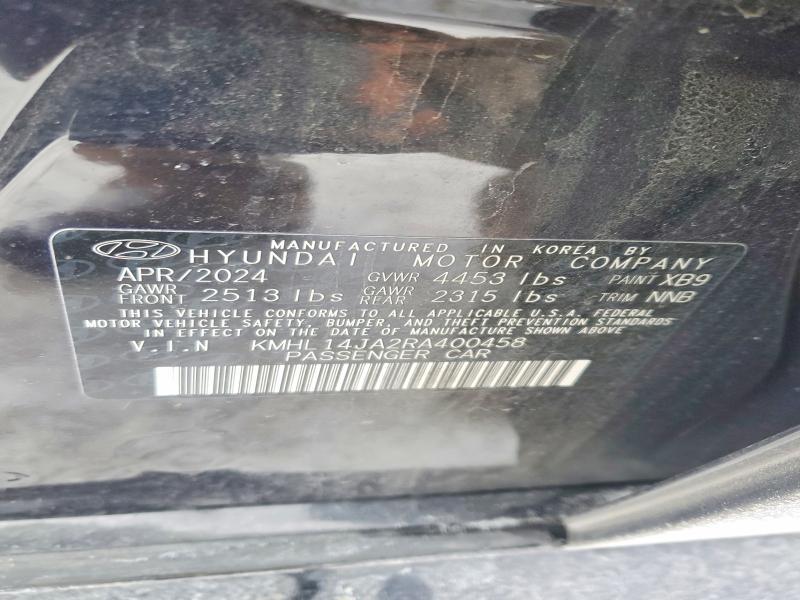 MANUFACTURED IN KOREA BY
HYUNDAI MOTOR COMPANY
APR/2024 GVWR 4453 lbs PAINT XB9
GAWR FRONT 2513 lbs GAWR REAR 2315 lbs TRIM NNB
THIS VEHICLE CONFORMS TO ALL APPLICABLE U.S.A. FEDERAL
MOTOR VEHICLE SAFETY, BUMPER, AND THEFT PREVENTION STANDARDS
IN EFFECT ON THE DATE OF MANUFACTURE SHOWN ABOVE
V.I.N KMHL14JA2RA400458
PASSENGER CAR